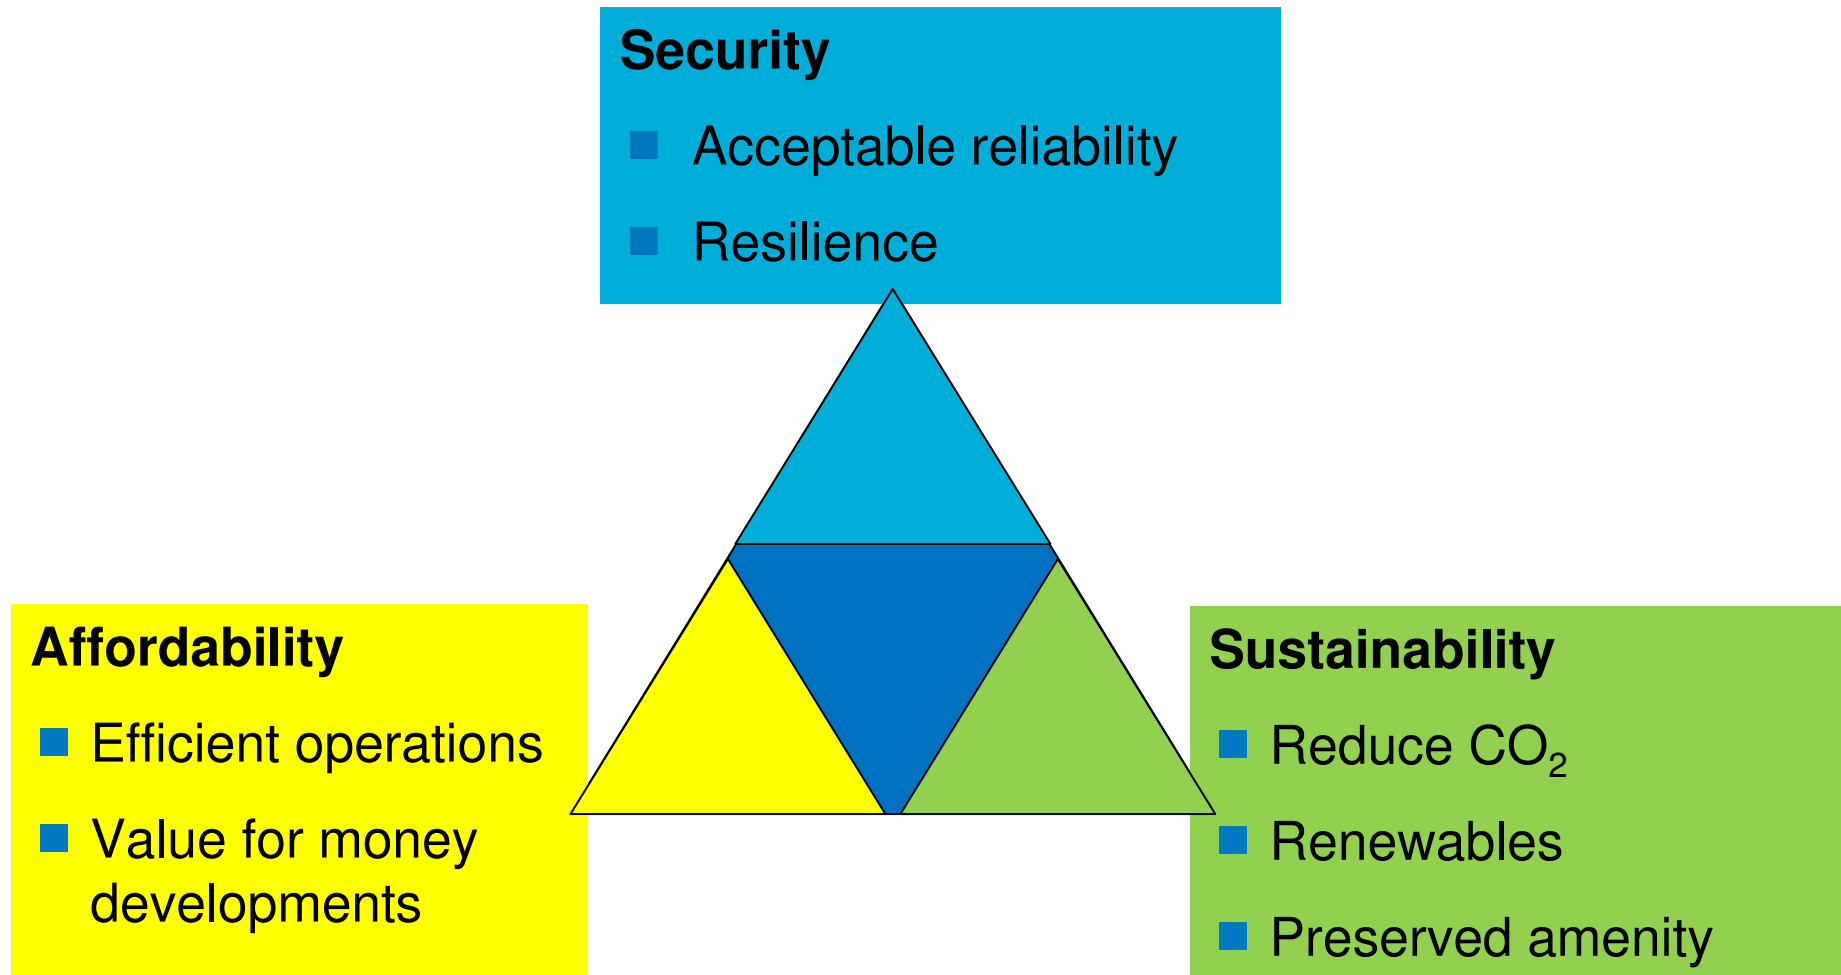 Security
Acceptable reliability
Resilience
Affordability
Efficient operations
Value for money
developments
Sustainability
Reduce CO₂
Renewables
Preserved amenity